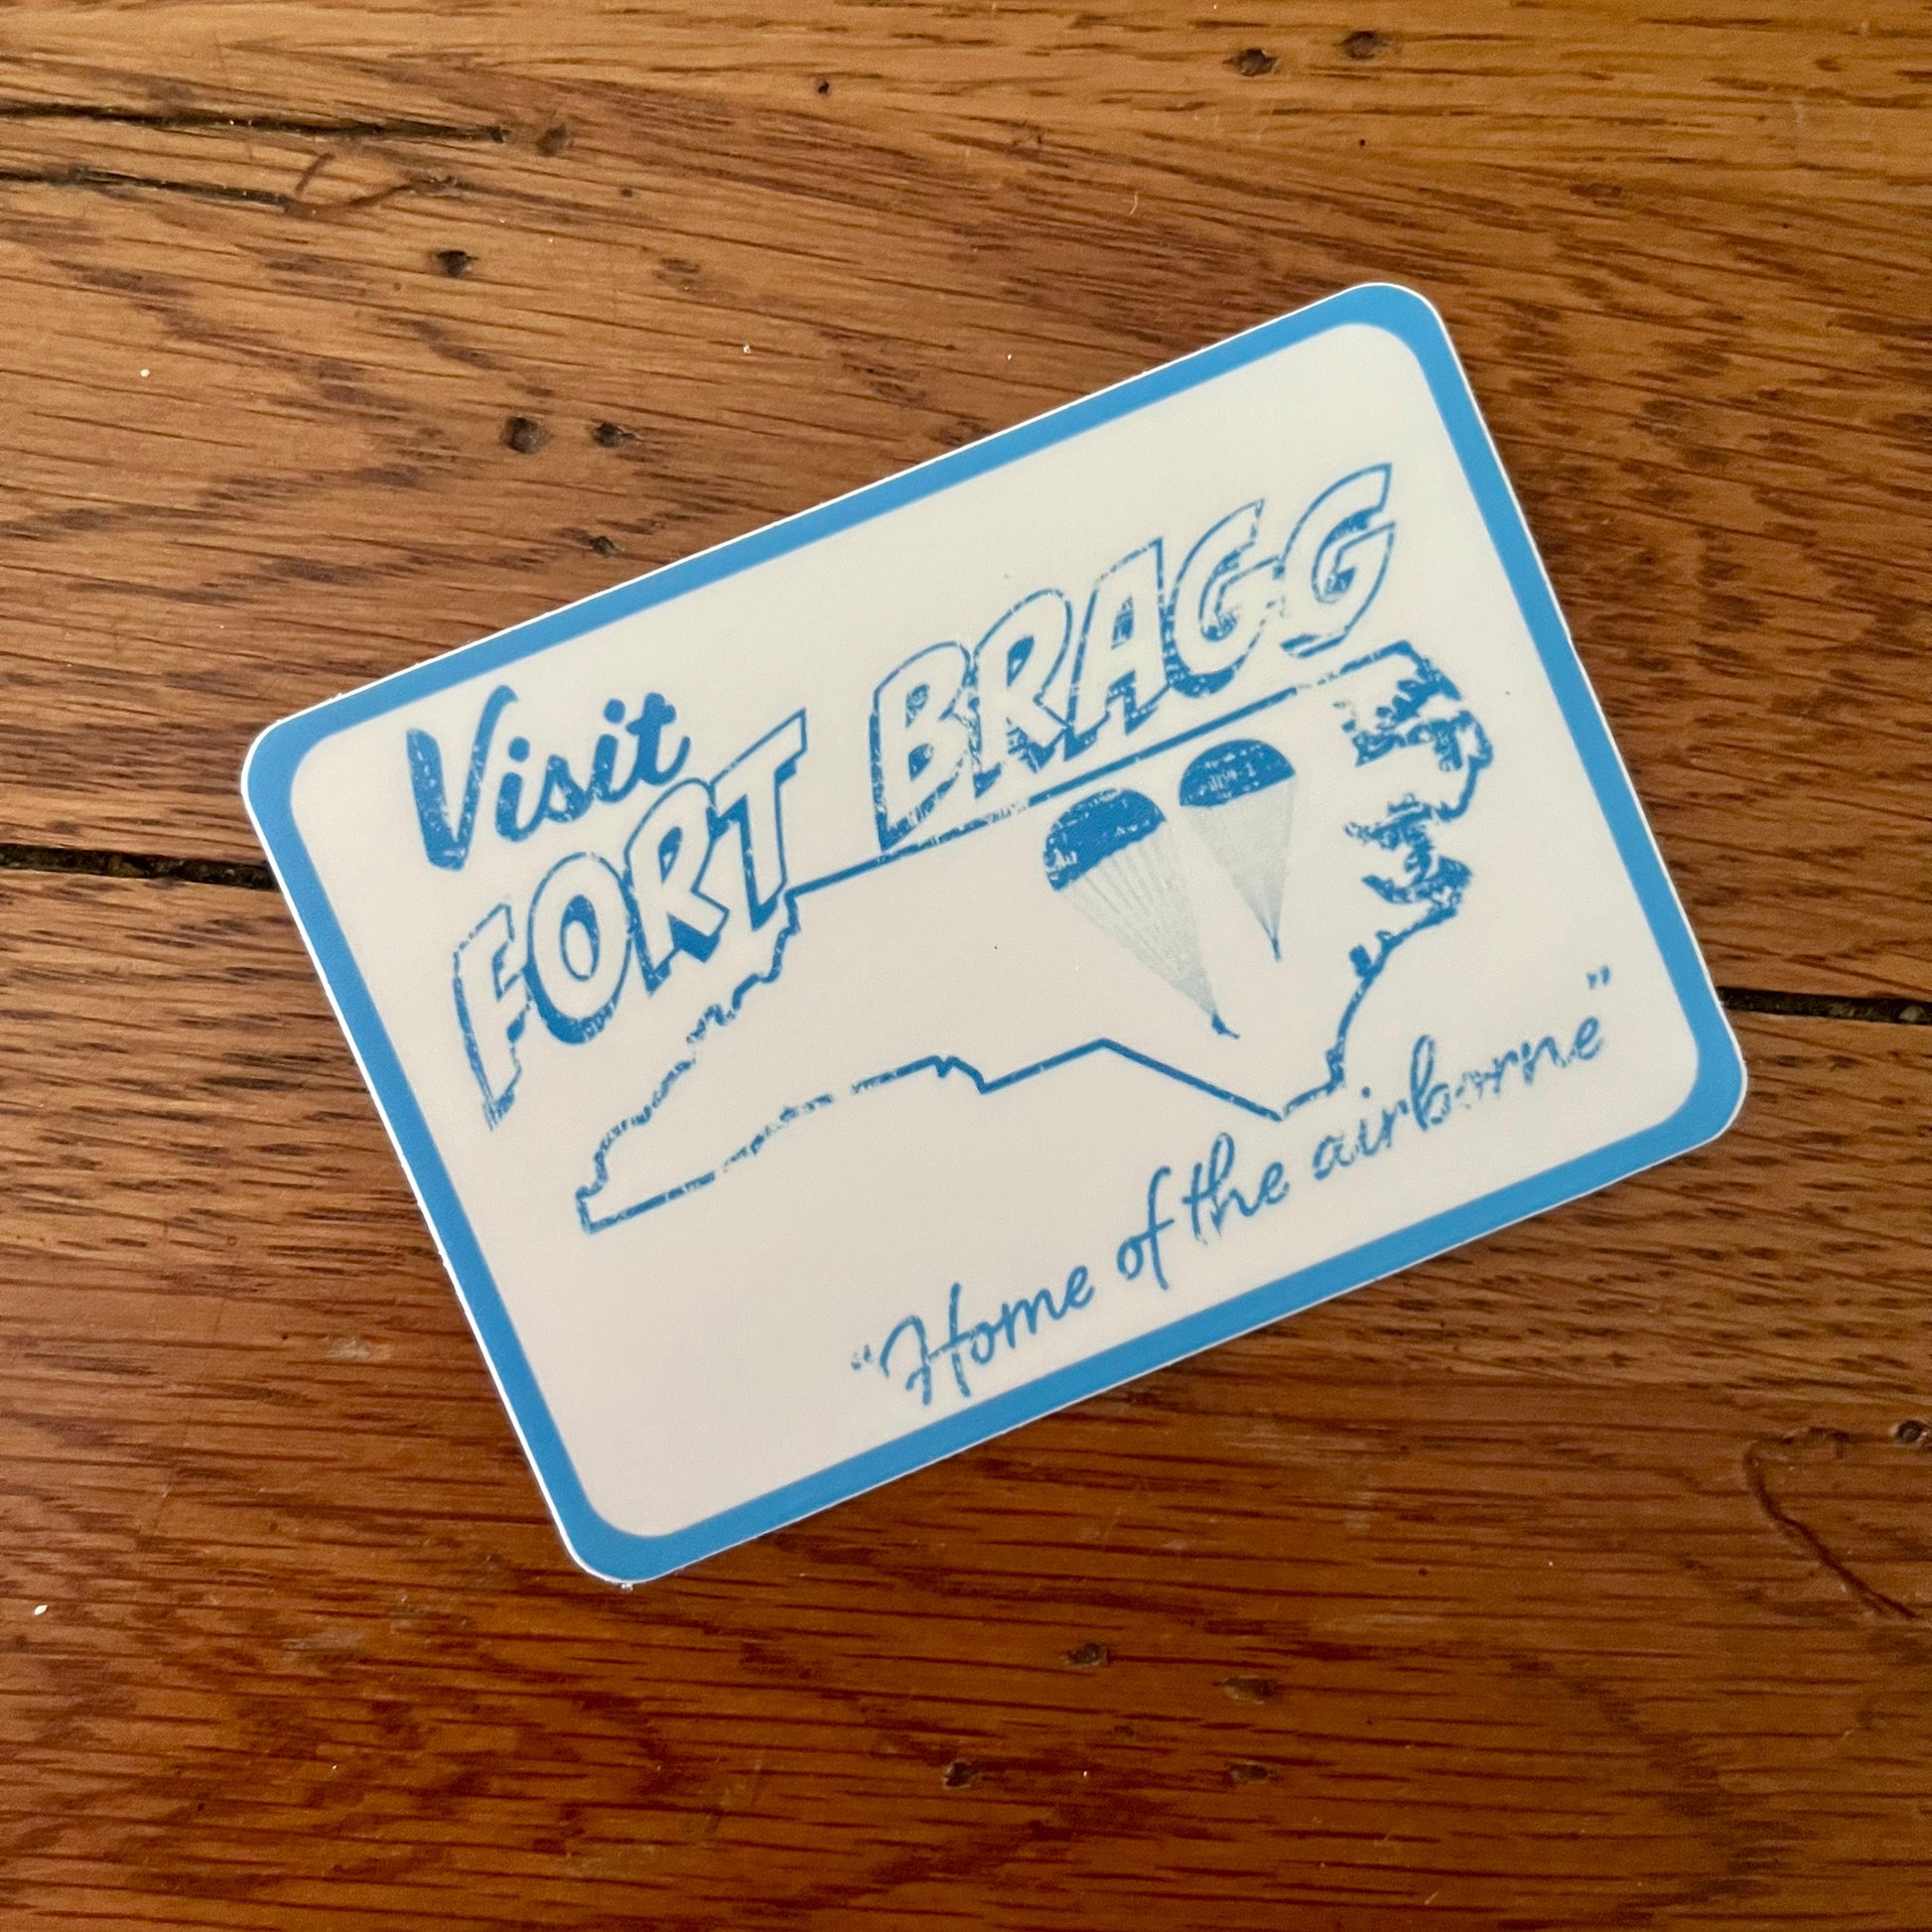 Visit
FORT BRAGG
"Home of the airborne"